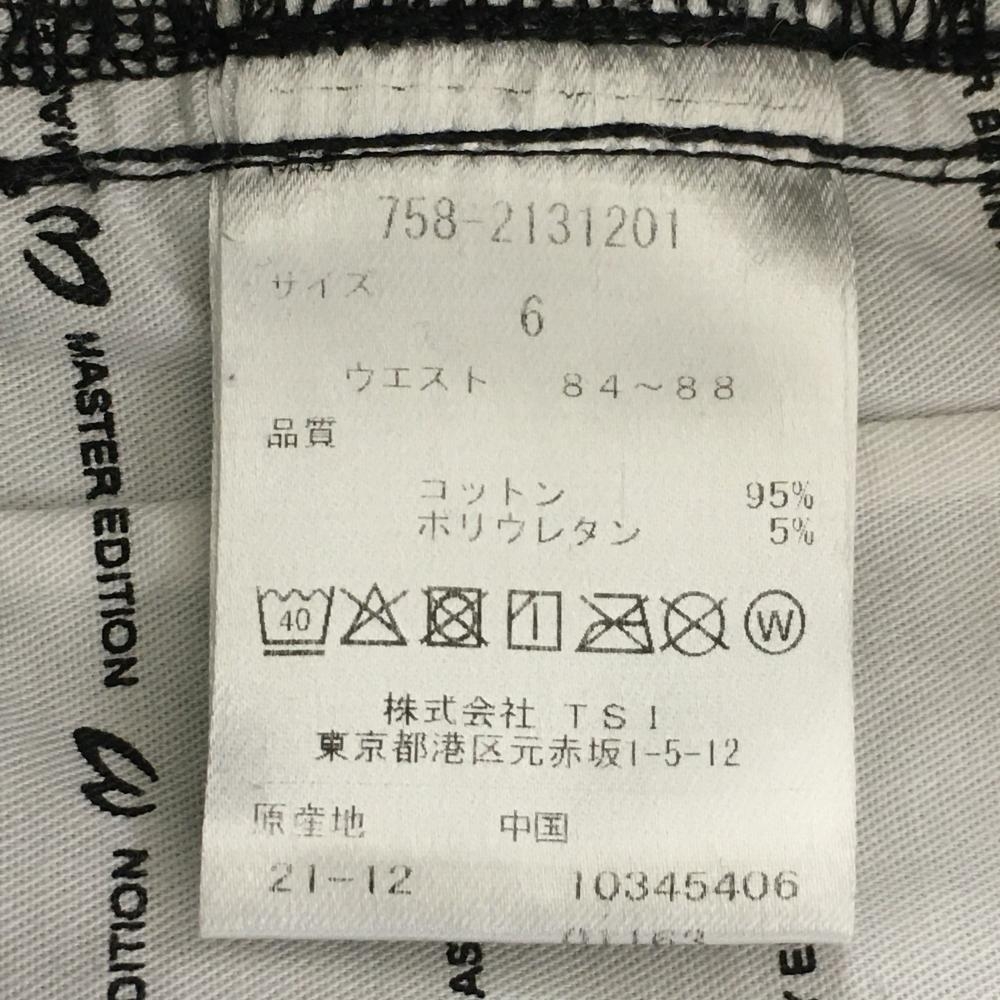 758-2131201
サイズ
6
ウエスト 84～88
品質
コットン 95%
ポリウレタン 5%
40
W
株式会社 TSI
東京都港区元赤坂1-5-12
原産地 中国
21-12 10345406
MASTER EDITION
DITION
AS